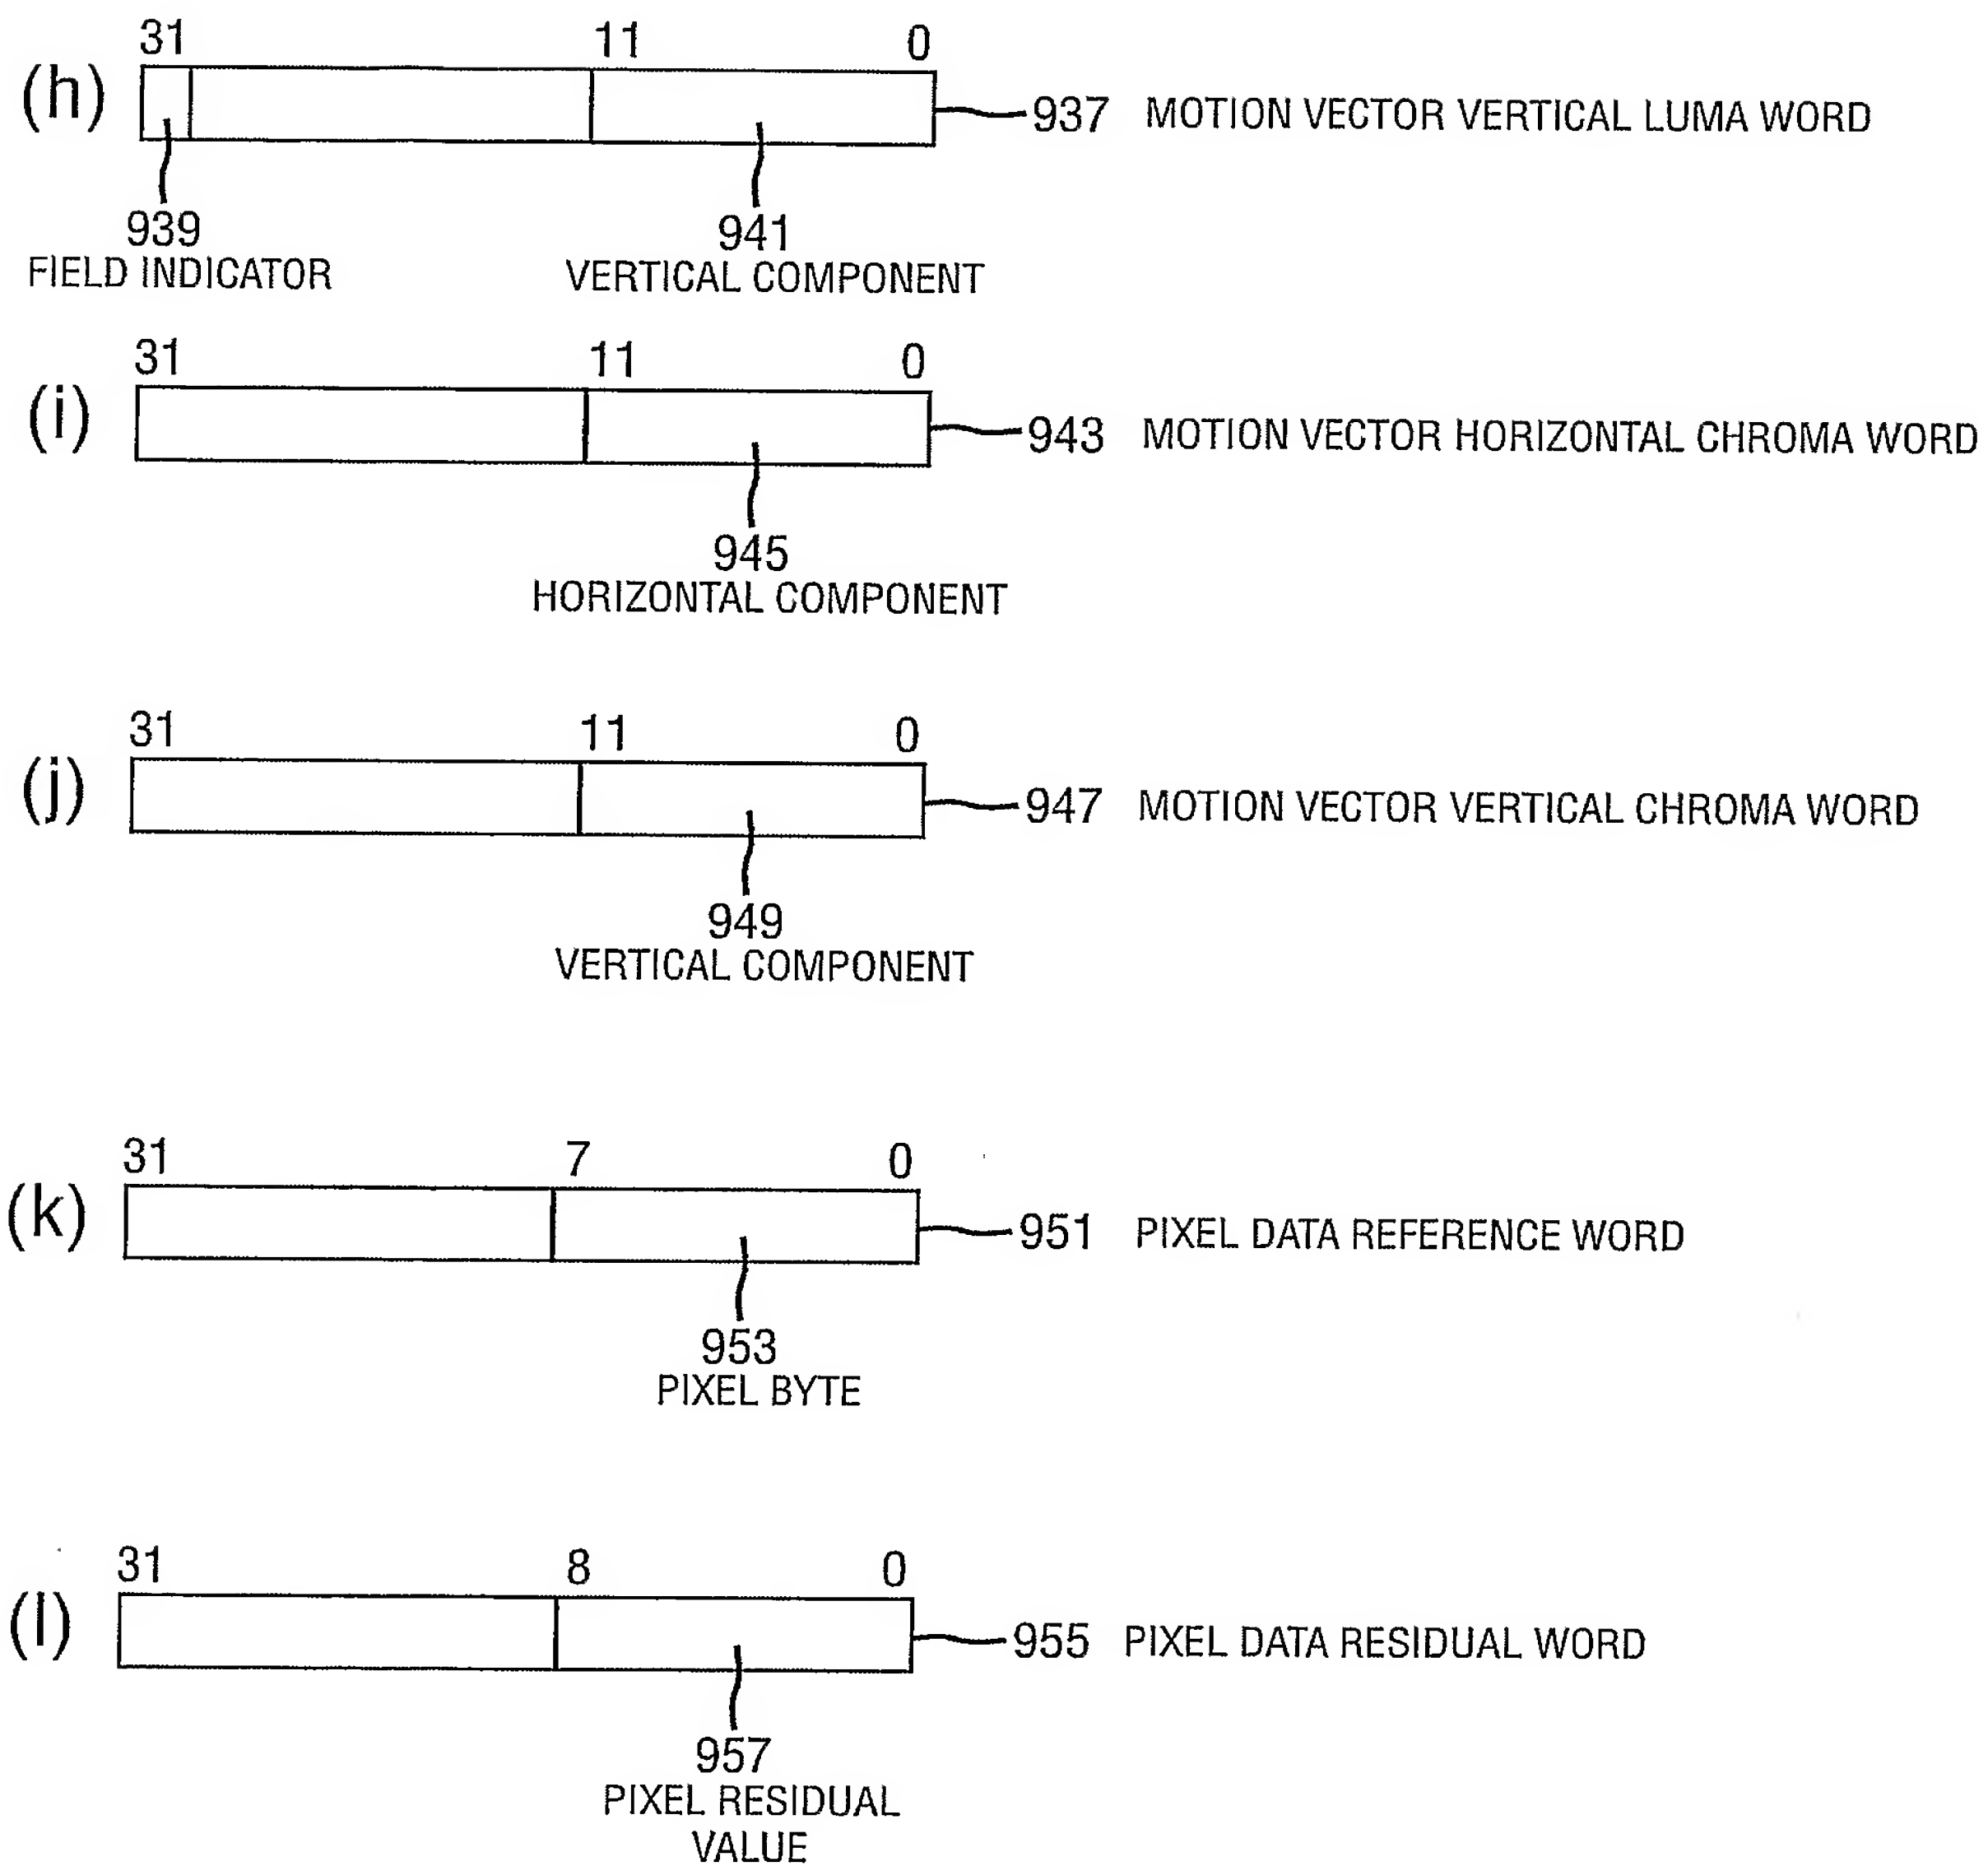 31 11 0
(h) 937 MOTION VECTOR VERTICAL LUMA WORD
939 941
FIELD INDICATOR VERTICAL COMPONENT
31 11 0
(i) 943 MOTION VECTOR HORIZONTAL CHROMA WORD
945
HORIZONTAL COMPONENT
31 11 0
(j) 947 MOTION VECTOR VERTICAL CHROMA WORD
949
VERTICAL COMPONENT
31 7 0
(k) 951 PIXEL DATA REFERENCE WORD
953
PIXEL BYTE
31 8 0
(l) 955 PIXEL DATA RESIDUAL WORD
957
PIXEL RESIDUAL
VALUE